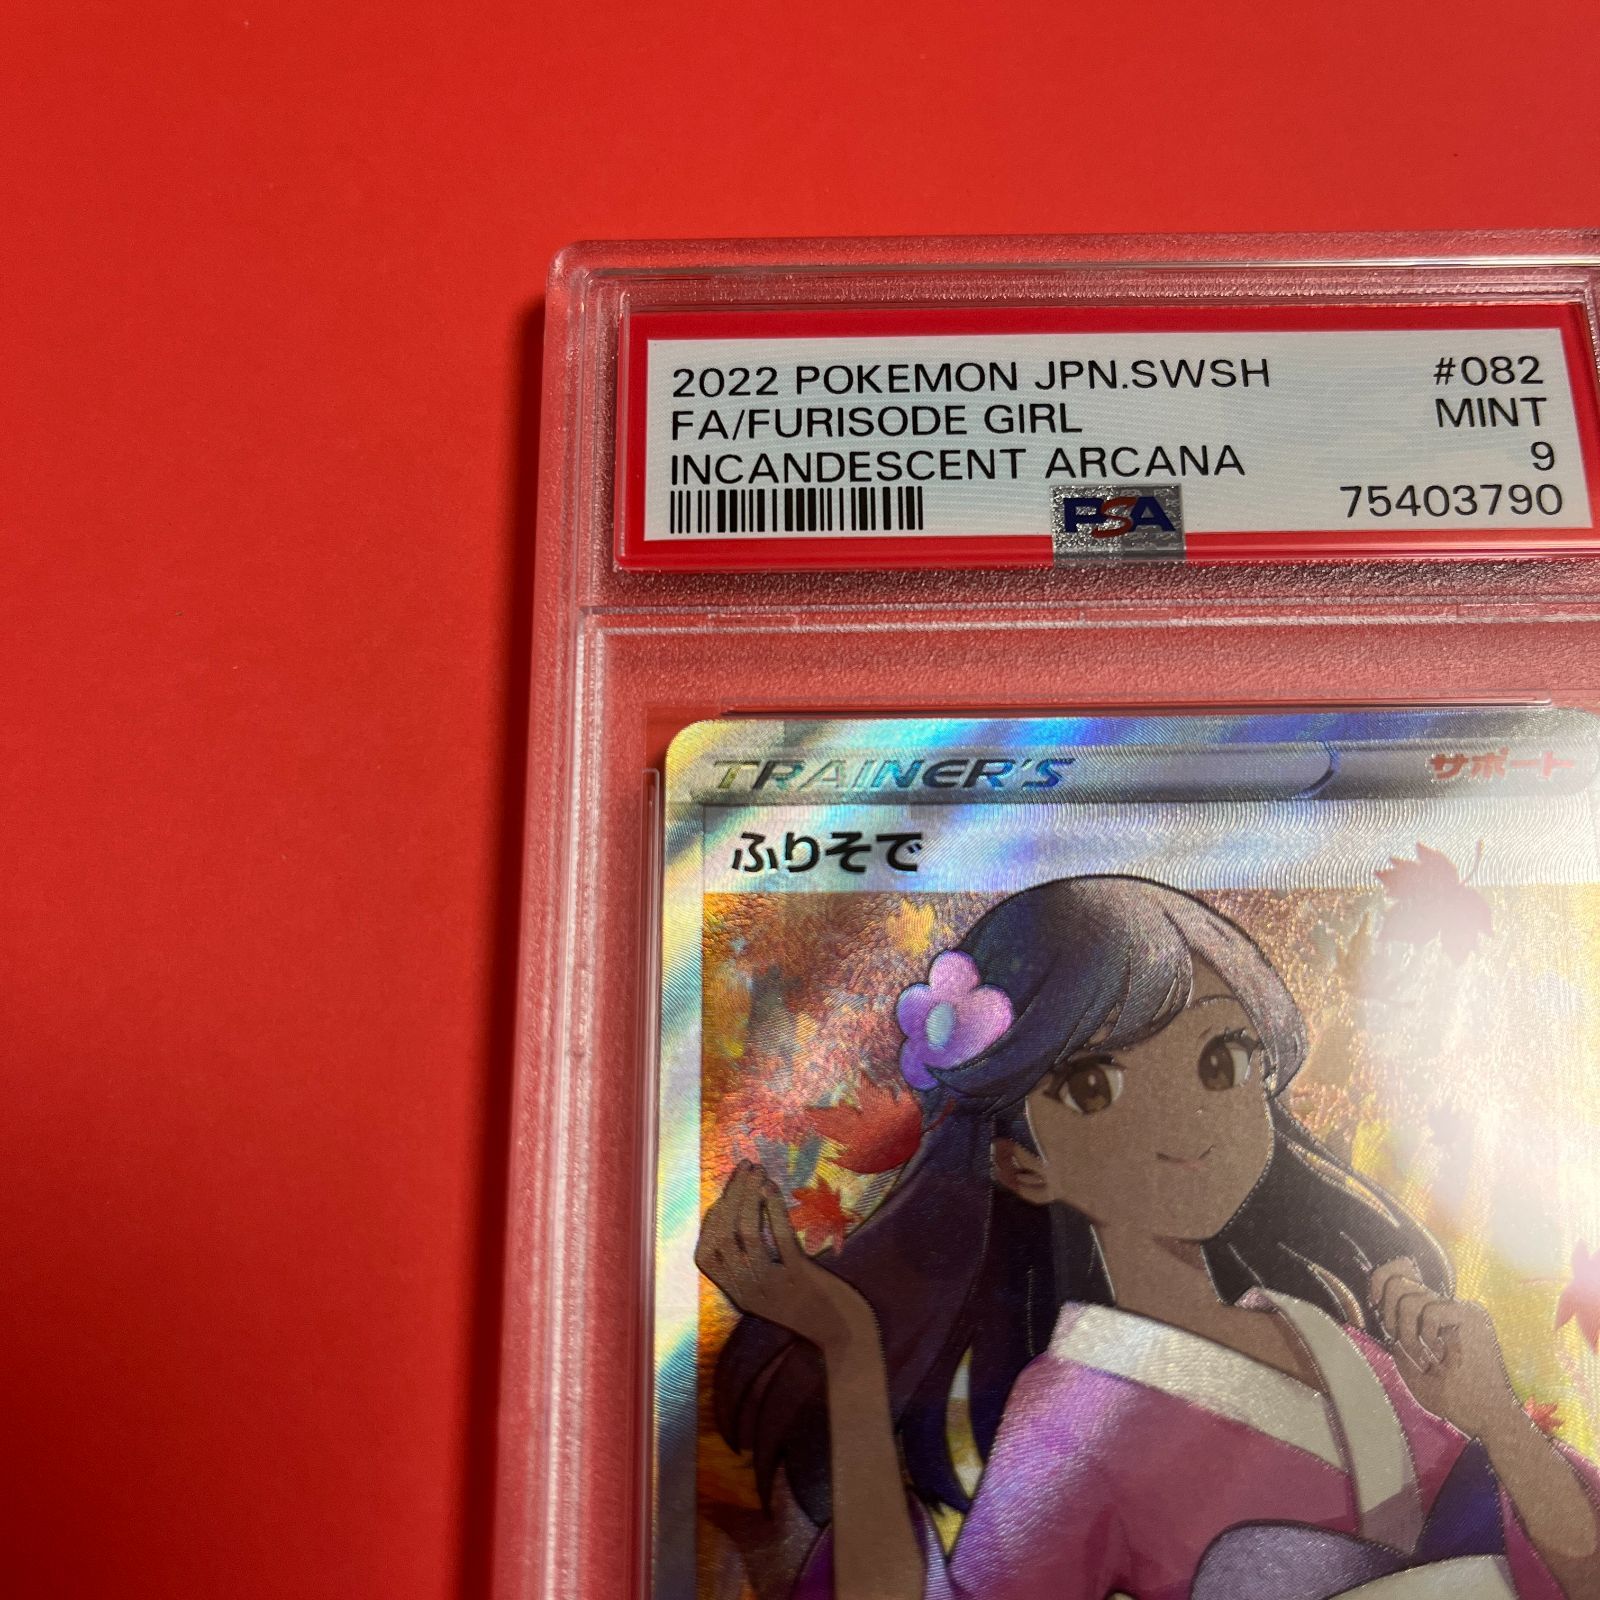 2022 POKEMON JPN.SWSH #082
FA/FURISODE GIRL MINT
INCANDESCENT ARCANA 9
PSA 75403790
TRAINER'S サポート
ふりそで